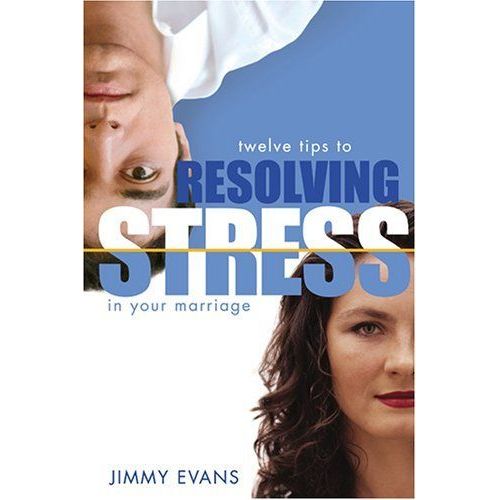 twelve tips to
RESOLVING
STRESS
in your marriage
JIMMY EVANS